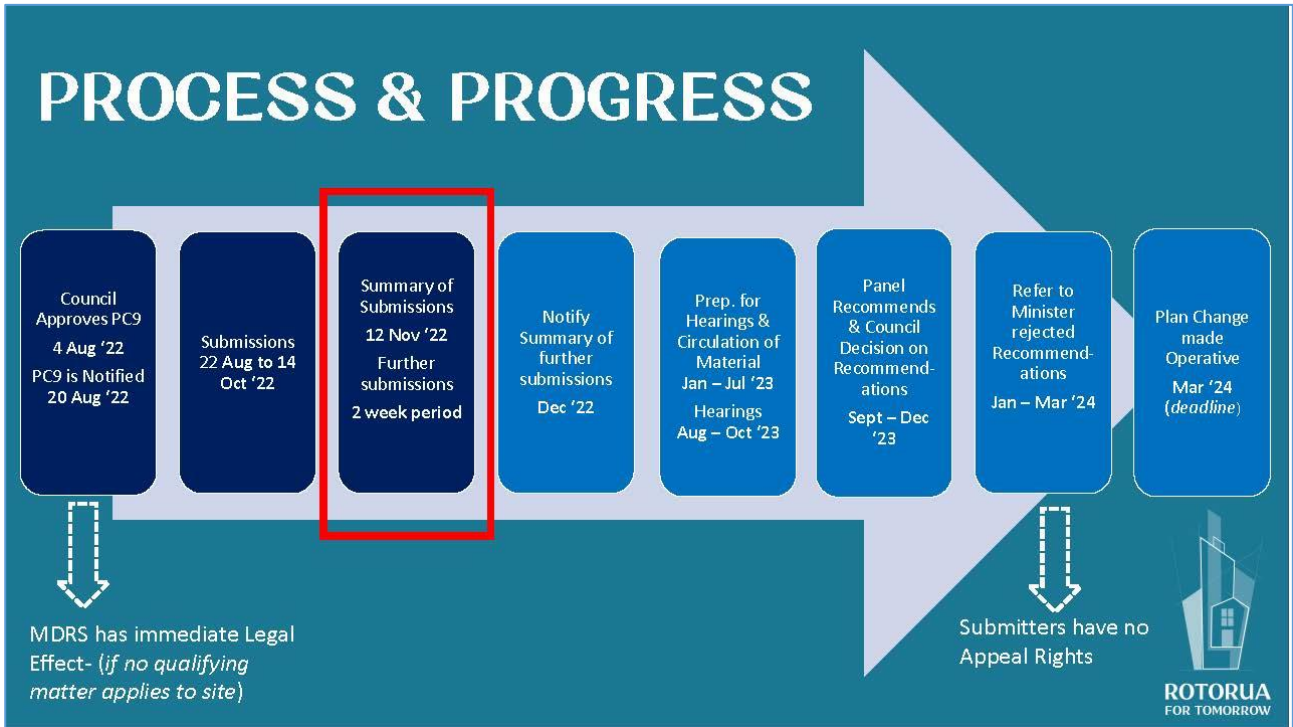 PROCESS & PROGRESS
Council
Approves PC9
4 Aug ‘22
PC9 is Notified
20 Aug ‘22
Submissions
22 Aug to 14
Oct ‘22
Summary of
Submissions
12 Nov ‘22
Further
submissions
2 week period
Notify
Summary of
further
submissions
Dec ‘22
Prep. for
Hearings &
Circulation of
Material
Jan – Jul ‘23
Hearings
Aug – Oct ‘23
Panel
Recommends
& Council
Decision on
Recommend-
ations
Sept – Dec
‘23
Refer to
Minister
rejected
Recommend-
ations
Jan – Mar ‘24
Plan Change
made
Operative
Mar ‘24
(deadline)
MDRS has immediate Legal
Effect- (if no qualifying
matter applies to site)
Submitters have no
Appeal Rights
ROTORUA
FOR TOMORROW